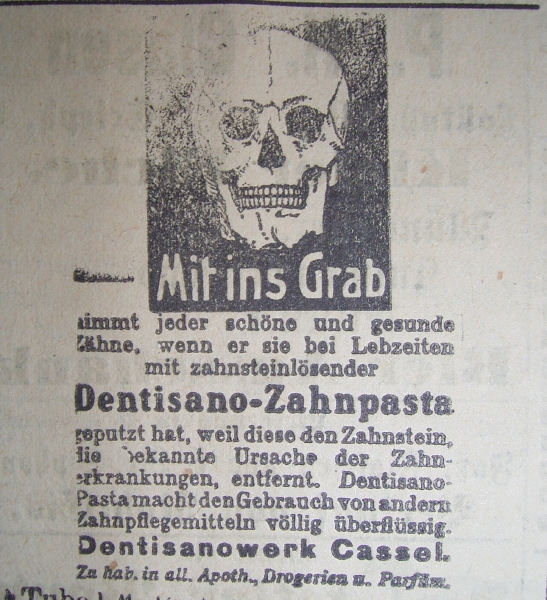 Mit ins Grab
nimmt jeder schöne und gesunde
Zähne, wenn er sie bei Lebzeiten
mit zahnsteinlösender
Dentisano-Zahnpasta
geputzt hat, weil diese den Zahnstein,
die bekannte Ursache der Zahn-
erkrankungen, entfernt. Dentisano-
Pasta macht den Gebrauch von andern
Zahnpflegemitteln völlig überflüssig.
Dentisanowerk Cassel.
Zu hab. in all. Apoth., Drogerien u. Parfüm.